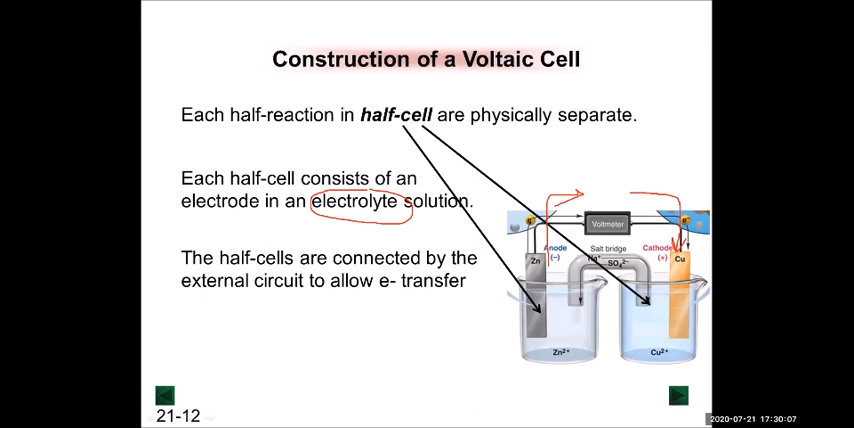 Construction of a Voltaic Cell
Each half-reaction in half-cell are physically separate.
Each half-cell consists of an
electrode in an electrolyte solution.
The half-cells are connected by the
external circuit to allow e- transfer
e⁻ Voltmeter e⁻
Anode Salt bridge Cathode
(–) Na⁺ (+)
Zn SO₄²⁻ Cu
Zn²⁺ Cu²⁺
21-12
2020-07-21 17:30:07